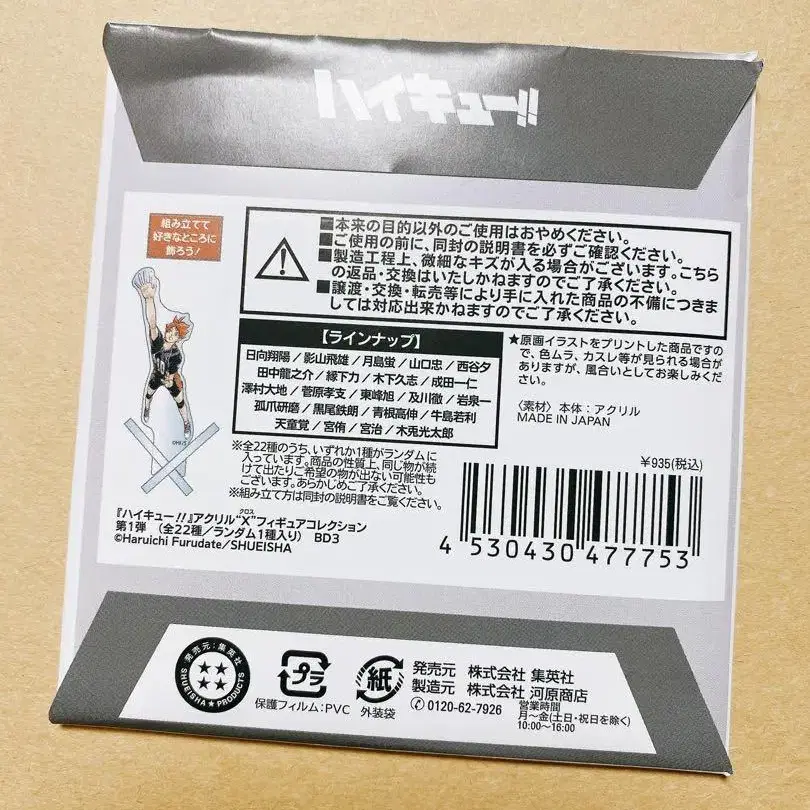 ハイキュー!!
組み立てて
好きなところに
飾ろう!
■本来の目的以外のご使用はおやめください。
■ご使用の前に、同封の説明書を必ずご確認ください。
■製造工程上、微細なキズが入る場合がございます。こちら
の返品・交換はいたしかねますのでご了承ください。
■譲渡・交換・転売等により手に入れた商品の不備につきま
しては対応出来かねますのでご了承ください。
【ラインナップ】
日向翔陽/影山飛雄/月島蛍/山口忠/西谷夕
田中龍之介/縁下力/木下久志/成田一仁
澤村大地/菅原孝支/東峰旭/及川徹/岩泉一
孤爪研磨/黒尾鉄朗/青根高伸/牛島若利
天童覚/宮侑/宮治/木兎光太郎
★原画イラストをプリントした商品ですの
で、色ムラ、カスレ等が見られる場合が
ありますが、風合いとしてお楽しみくだ
さい。
〈素材〉本体:アクリル
MADE IN JAPAN
©H.F./S
※全22種のうち、いずれか1種がランダムに
入っています。商品の性質上、同じ物が続
けて出たりご希望の物が出ない可能性も
ございます。あらかじめご了承ください。
※組み立て方は同封の説明書をご覧ください。
¥935(税込)
4 530430 477753
クロス
『ハイキュー!!』アクリル“X”フィギュアコレクション
第1弾 (全22種/ランダム1種入り) BD3
©Haruichi Furudate/SHUEISHA
発売元:集英社
SHUEISHA★PRODUCTS
プラ
保護フィルム:PVC
紙
外装袋
発売元 株式会社 集英社
製造元 株式会社 河原商店
0120-62-7926
営業時間
月~金(土日・祝日を除く)
10:00~16:00